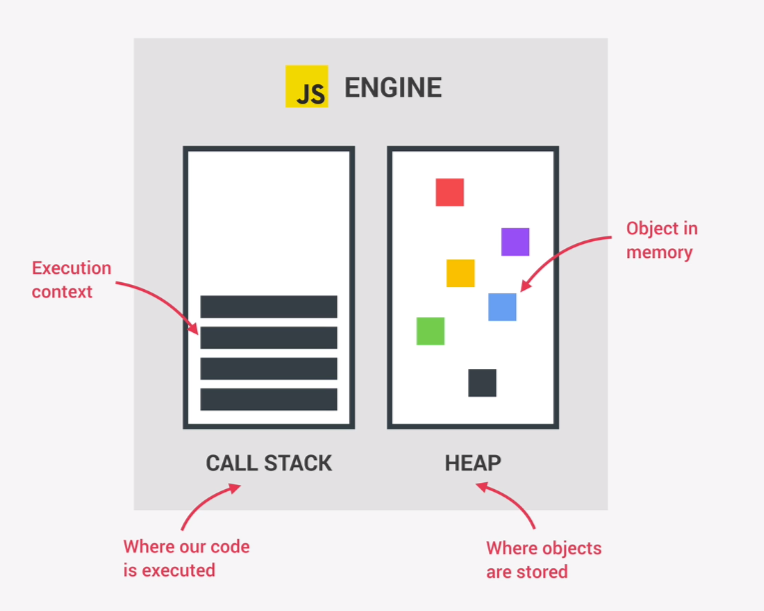 JS ENGINE
Execution
context
Object in
memory
CALL STACK
HEAP
Where our code
is executed
Where objects
are stored